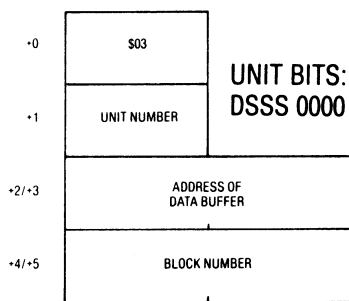 +0 $03
UNIT BITS:
DSSS 0000
+1 UNIT NUMBER
+2/+3 ADDRESS OF
DATA BUFFER
+4/+5 BLOCK NUMBER